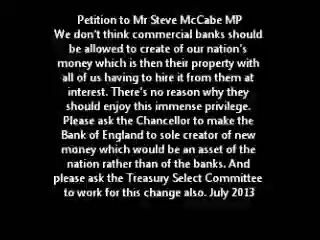 Petition to Mr Steve McCabe MP
We don't think commercial banks should
be allowed to create of our nation's
money which is then their property with
all of us having to hire it from them at
interest. There's no reason why they
should enjoy this immense privilege.
Please ask the Chancellor to make the
Bank of England to sole creator of new
money which would be an asset of the
nation rather than of the banks. And
please ask the Treasury Select Committee
to work for this change also. July 2013